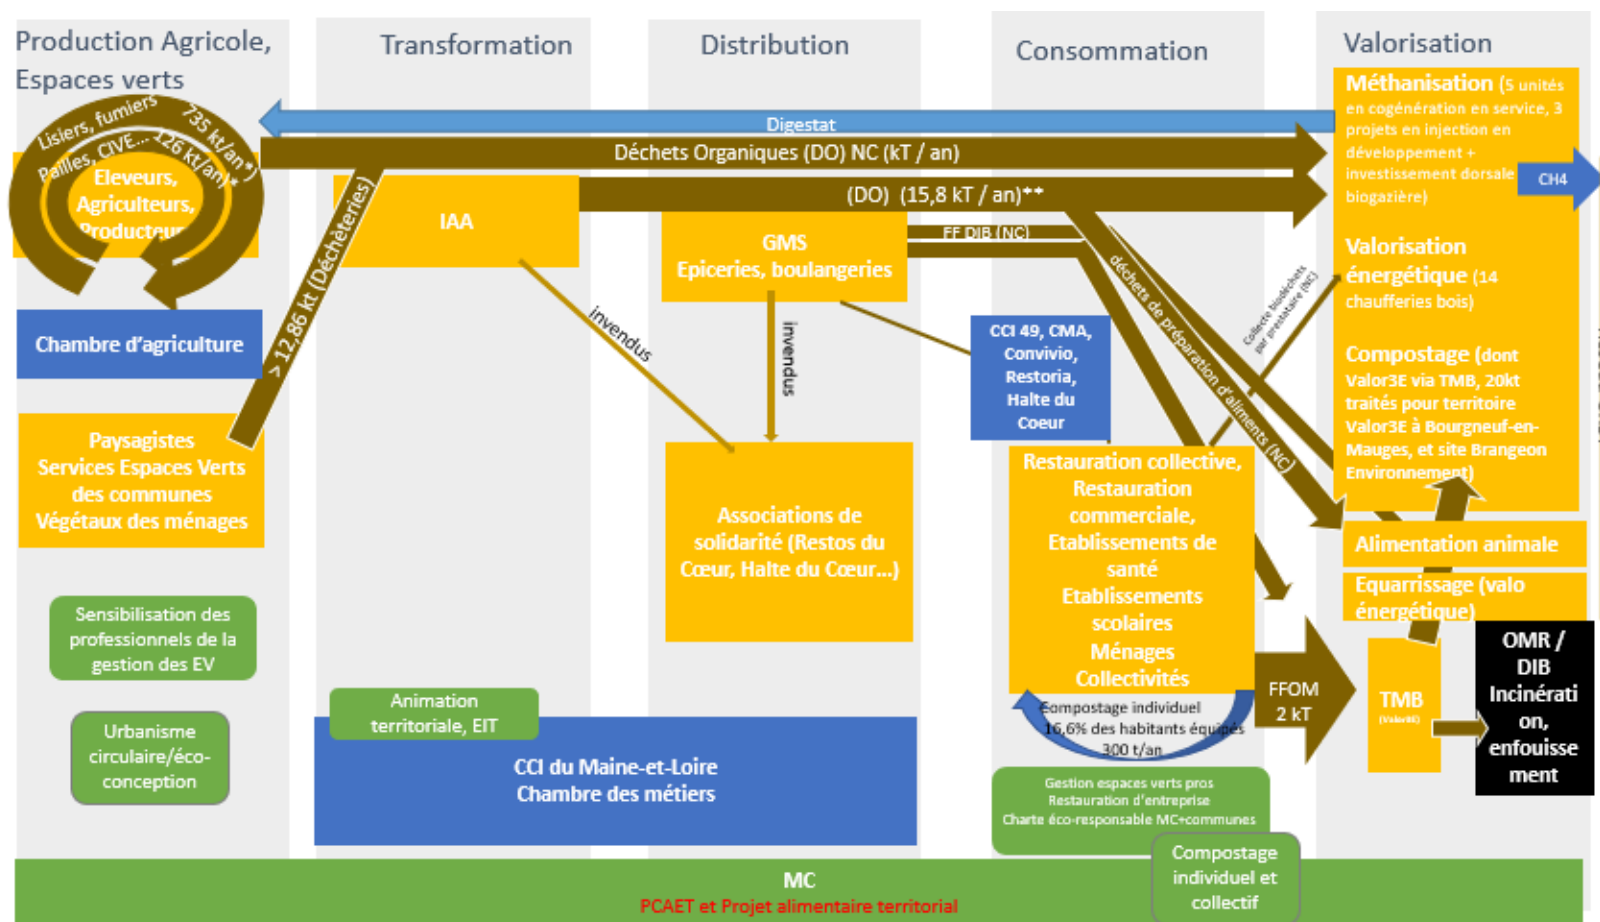 Production Agricole,
Espaces verts
Transformation
Distribution
Consommation
Valorisation
Lisiers, fumiers 735 kt/an*)
Pailles, CIVE... 126 kt/an)*
Eleveurs,
Agriculteurs,
Producteur
Chambre d'agriculture
> 12,86 kt (Déchèteries)
Paysagistes
Services Espaces Verts
des communes
Végétaux des ménages
Sensibilisation des
professionnels de la
gestion des EV
Urbanisme
circulaire/éco-
conception
Digestat
Déchets Organiques (DO) NC (kT / an)
(DO) (15,8 kT / an)**
IAA
invendus
GMS
Epiceries, boulangeries
FF DIB (NC)
invendus
Associations de
solidarité (Restos du
Cœur, Halte du Cœur...)
Animation
territoriale, EIT
CCI du Maine-et-Loire
Chambre des métiers
CCI 49, CMA,
Convivio,
Restoria,
Halte du
Coeur
déchets de préparation d'aliments (NC)
Collecte biodéchets
par prestataire (NC)
Restauration collective,
Restauration
commerciale,
Etablissements de
santé
Etablissements
scolaires
Ménages
Collectivités
Compostage individuel
16,6% des habitants équipés
300 t/an
FFOM
2 kT
Gestion espaces verts pros
Restauration d'entreprise
Charte éco-responsable MC+communes
Compostage
individuel et
collectif
Méthanisation (5 unités
en cogénération en service, 3
projets en injection en
développement +
investissement dorsale
biogazière)
CH4
Valorisation
énergétique (14
chaufferies bois)
Compostage (dont
Valor3E via TMB, 20kt
traités pour territoire
Valor3E à Bourgneuf-en-
Mauges, et site Brangeon
Environnement)
Alimentation animale
Equarrissage (valo
énergétique)
TMB
(Valor3E)
OMR /
DIB
Incinérati
on,
enfouisse
ment
MC
PCAET et Projet alimentaire territorial